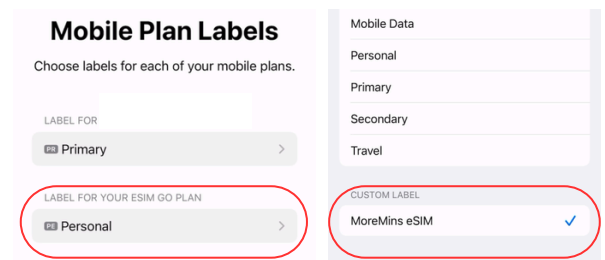 Mobile Plan Labels
Choose labels for each of your mobile plans.
LABEL FOR
PR Primary
LABEL FOR YOUR ESIM GO PLAN
PE Personal
Mobile Data
Personal
Primary
Secondary
Travel
CUSTOM LABEL
MoreMins eSIM